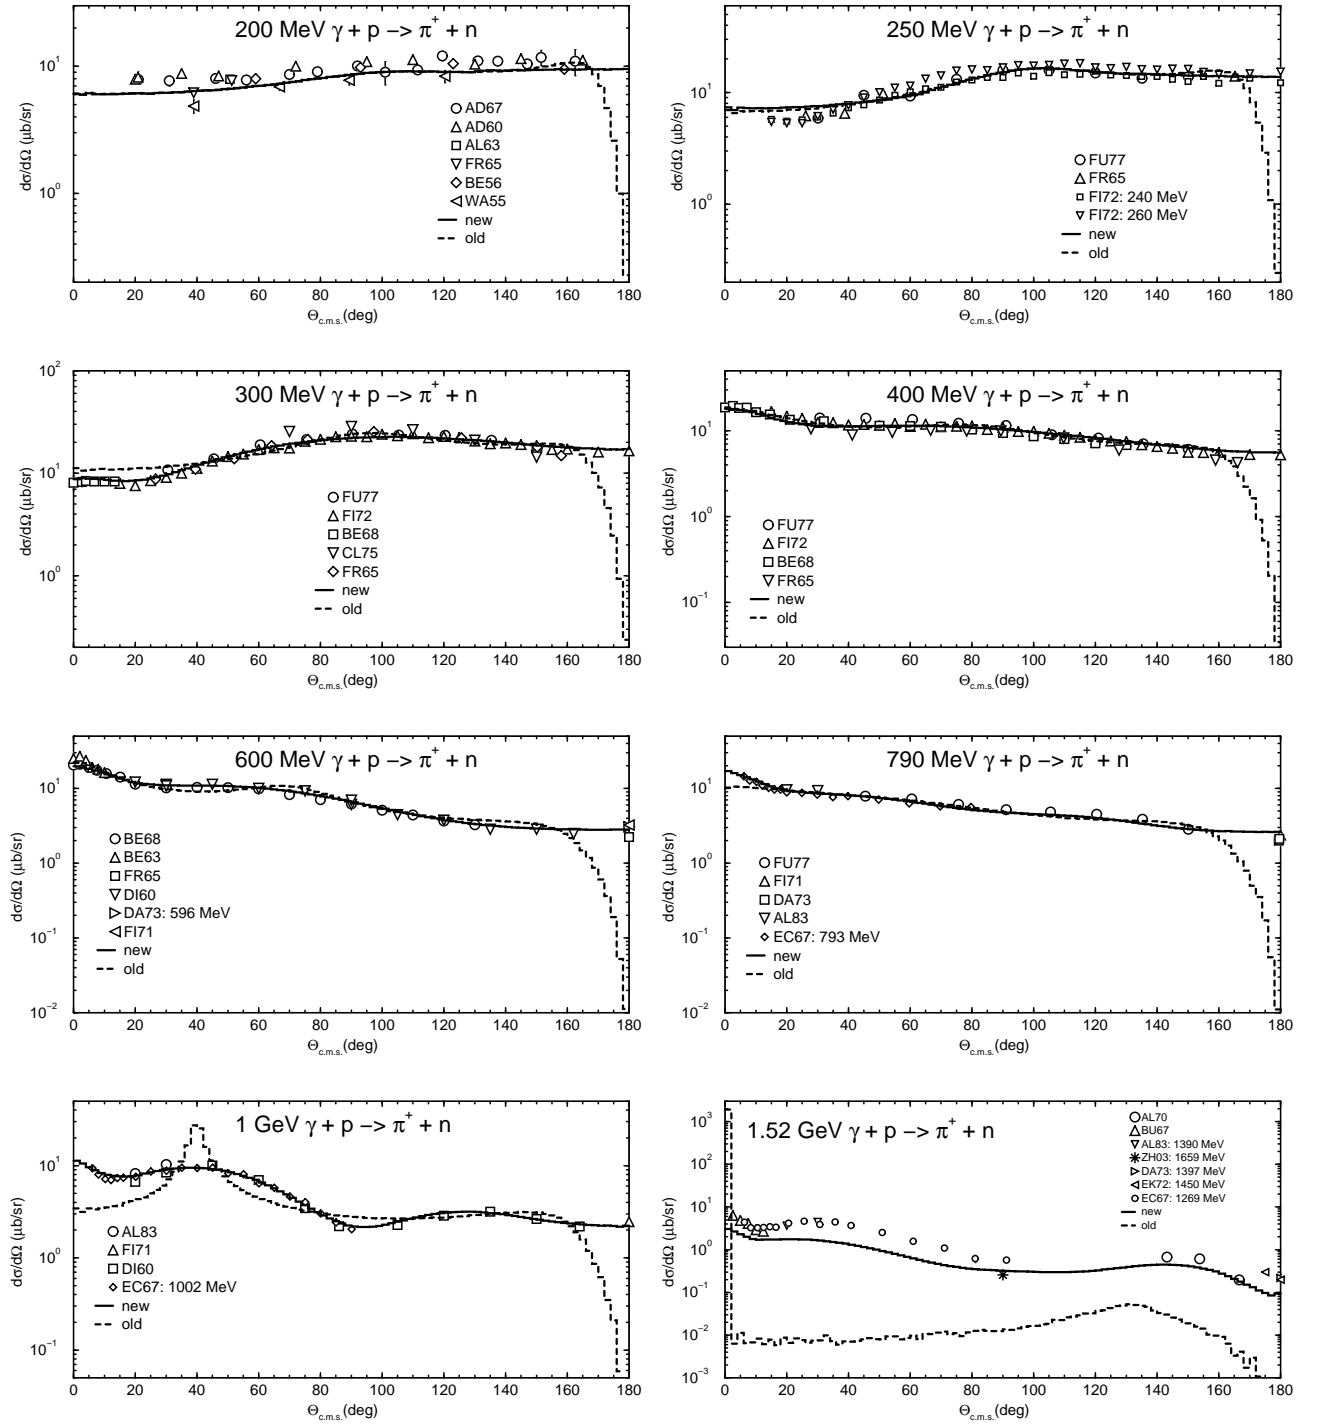 200 MeV γ + p −> π⁺ + n
dσ/dΩ (μb/sr)
10¹
10⁰
AD67
AD60
AL63
FR65
BE56
WA55
new
old
0 20 40 60 80 100 120 140 160 180
Θc.m.s.(deg)
250 MeV γ + p −> π⁺ + n
dσ/dΩ (μb/sr)
10¹
10⁰
FU77
FR65
FI72: 240 MeV
FI72: 260 MeV
new
old
0 20 40 60 80 100 120 140 160 180
Θc.m.s.(deg)
300 MeV γ + p −> π⁺ + n
dσ/dΩ (μb/sr)
10²
10¹
10⁰
FU77
FI72
BE68
CL75
FR65
new
old
0 20 40 60 80 100 120 140 160 180
Θc.m.s.(deg)
400 MeV γ + p −> π⁺ + n
dσ/dΩ (μb/sr)
10¹
10⁰
10⁻¹
FU77
FI72
BE68
FR65
new
old
0 20 40 60 80 100 120 140 160 180
Θc.m.s.(deg)
600 MeV γ + p −> π⁺ + n
dσ/dΩ (μb/sr)
10¹
10⁰
10⁻¹
10⁻²
BE68
BE63
FR65
DI60
DA73: 596 MeV
FI71
new
old
0 20 40 60 80 100 120 140 160 180
Θc.m.s.(deg)
790 MeV γ + p −> π⁺ + n
dσ/dΩ (μb/sr)
10¹
10⁰
10⁻¹
10⁻²
FU77
FI71
DA73
AL83
EC67: 793 MeV
new
old
0 20 40 60 80 100 120 140 160 180
Θc.m.s.(deg)
1 GeV γ + p −> π⁺ + n
dσ/dΩ (μb/sr)
10¹
10⁰
10⁻¹
AL83
FI71
DI60
EC67: 1002 MeV
new
old
0 20 40 60 80 100 120 140 160 180
Θc.m.s.(deg)
1.52 GeV γ + p −> π⁺ + n
dσ/dΩ (μb/sr)
10³
10²
10¹
10⁰
10⁻¹
10⁻²
10⁻³
AL70
BU67
AL83: 1390 MeV
ZH03: 1659 MeV
DA73: 1397 MeV
EK72: 1450 MeV
EC67: 1269 MeV
new
old
0 20 40 60 80 100 120 140 160 180
Θc.m.s.(deg)